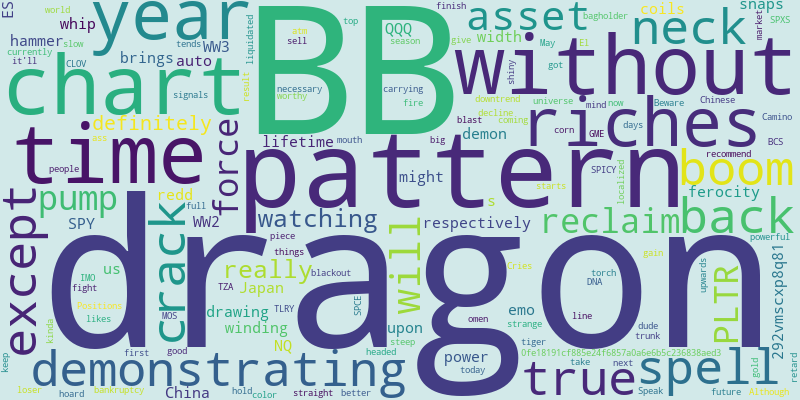 ES
world
year
BB
top
finish
asset
neck
coils
snaps
whip
hammer
slow
tends
WW3
QQQ
atm
sell
season
give
width
bagholder
market
SPXS
currently
it'll
CLOV
brings
auto
liquidated
May
El
got
without
chart
signals
result
necessary
worthy
carrying
fire
shiny
downtrend
decline
universe
mind
now
Beware
Chinese
Camino
definitely
ass
lifetime
mouth
big
blast
coming
demon
riches
corn
GME
days
BCS
time
people
force
pattern
might
starts
SPICY
localized
recommend
boom
ferocity
except
pump
redd
full
SPY
WW2
crack
watching
s
will
respectively
reclaim
back
powerful
dragon
piece
things
us
IMO
fight
Positions
likes
kinda
really
TZA
Japan
blackout
Cries
torch
DNA
gain
upwards
PLTR
292vmscxp8q81
MOS
drawing
winding
TLRY
SPCE
upon
steep
omen
emo
strange
line
dude
trunk
first
good
NQ
headed
power
today
tiger
0fe18191cf885e24f6857a0a6e6b5c236838aed3
take
next
keep
demonstrating
true
spell
gold
retard
loser
hoard
bankruptcy
China
hold
color
straight
better
Speak
future
Although